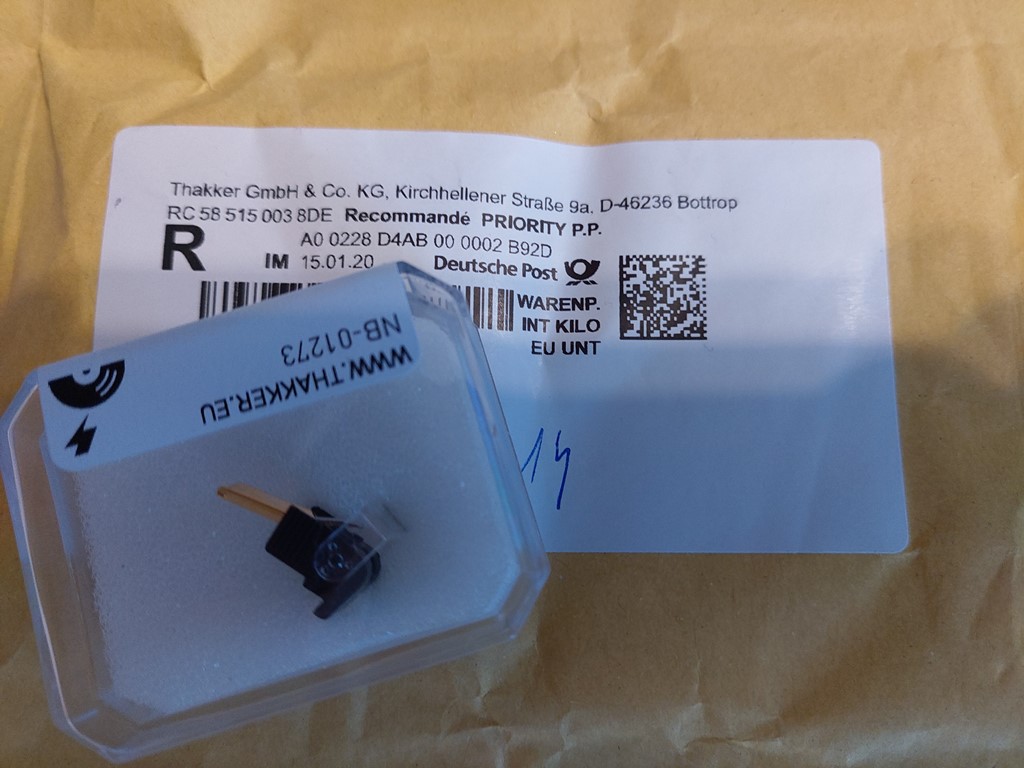 Thakker GmbH & Co. KG, Kirchhellener Straße 9a, D-46236 Bottrop
RC 58 515 003 8DE Recommandé PRIORITY P.P.
R
A0 0228 D4AB 00 0002 B92D
IM 15.01.20 Deutsche Post
WARENP.
INT KILO
EU UNT
WWW.THAKKER.EU
NB-01273